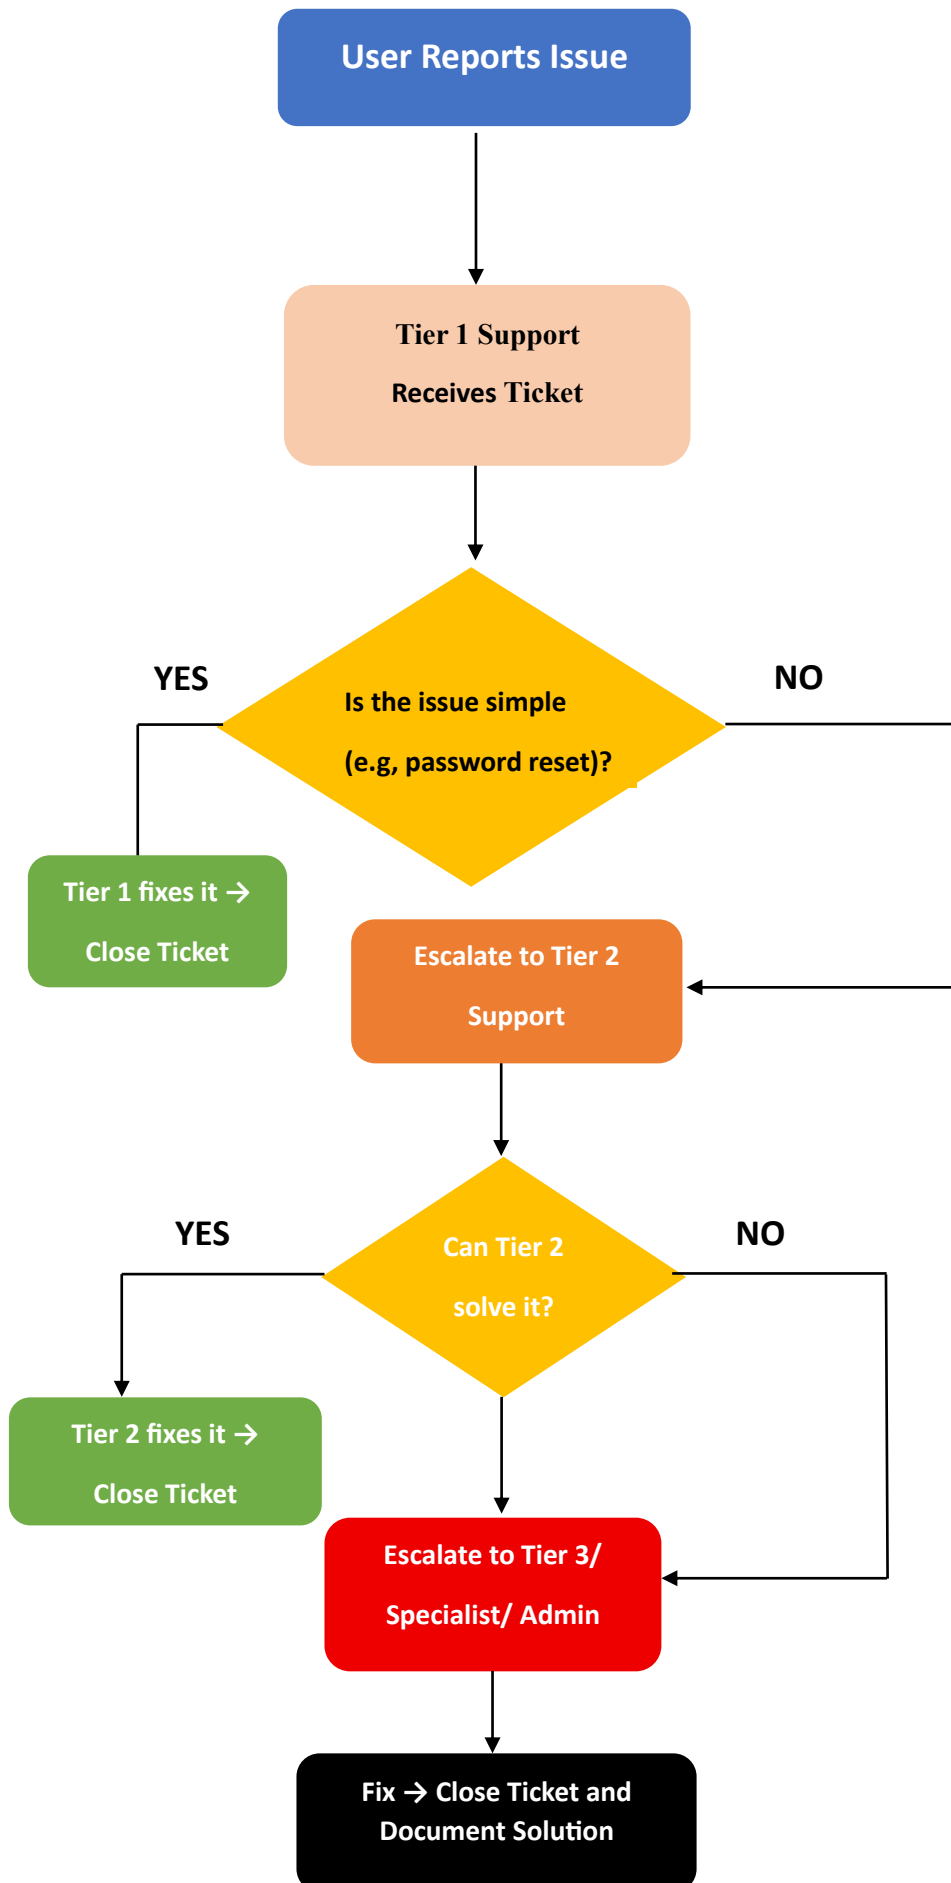 User Reports Issue
Tier 1 Support
Receives Ticket
YES
NO
Is the issue simple
(e.g, password reset)?
Tier 1 fixes it →
Close Ticket
Escalate to Tier 2
Support
YES
NO
Can Tier 2
solve it?
Tier 2 fixes it →
Close Ticket
Escalate to Tier 3/
Specialist/ Admin
Fix → Close Ticket and
Document Solution